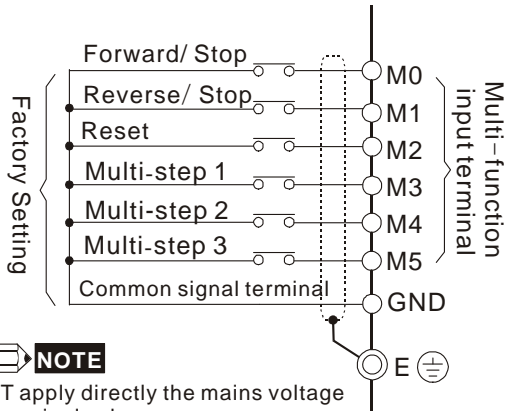 Forward/ Stop
M0
Reverse/ Stop
M1
Reset
M2
Multi-step 1
M3
Multi-step 2
M4
Multi-step 3
M5
Common signal terminal
GND
Factory Setting
Multi-function
input terminal
E
NOTE
T apply directly the mains voltage